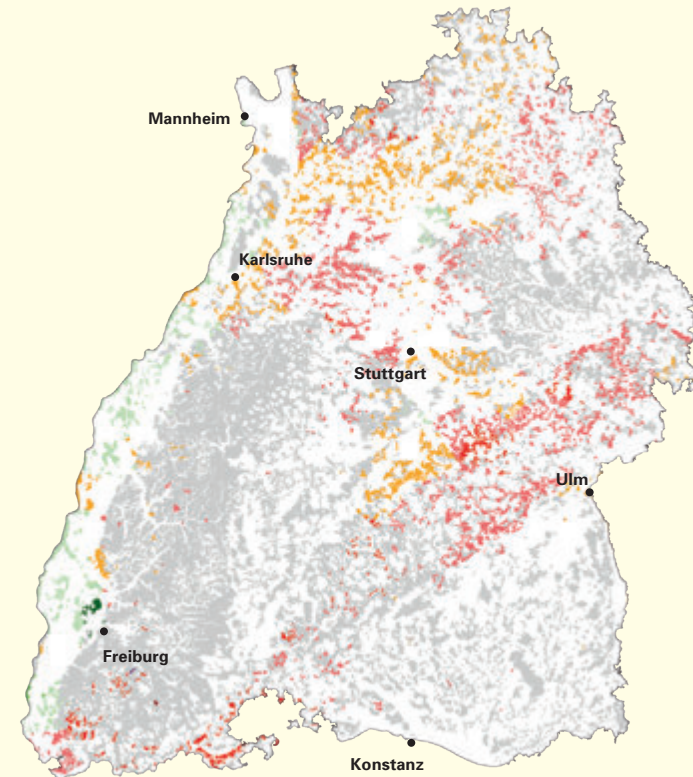 Mannheim
Karlsruhe
Stuttgart
Ulm
Freiburg
Konstanz